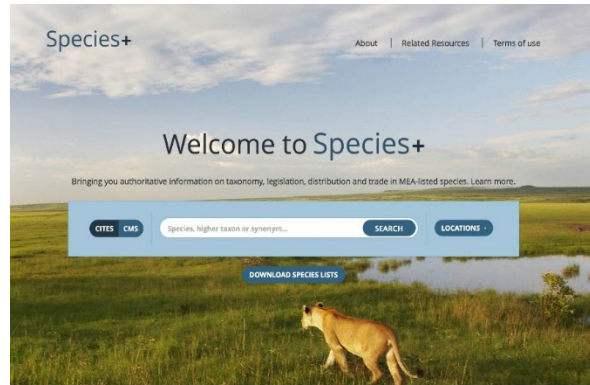 Species+
About | Related Resources | Terms of use
Welcome to Species+
Bringing you authoritative information on taxonomy, legislation, distribution and trade in MEA-listed species. Learn more.
CITES CMS Species, higher taxon or synonym... SEARCH LOCATIONS
DOWNLOAD SPECIES LISTS